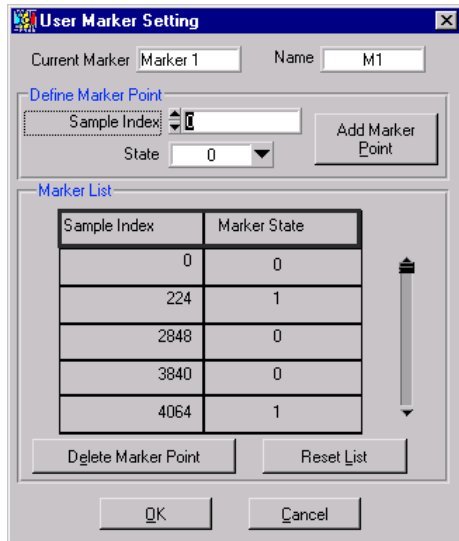 User Marker Setting
Current Marker Marker 1 Name M1
Define Marker Point
Sample Index 0
State 0
Add Marker Point
Marker List
Sample Index Marker State
0 0
224 1
2848 0
3840 0
4064 1
Delete Marker Point Reset List
OK Cancel